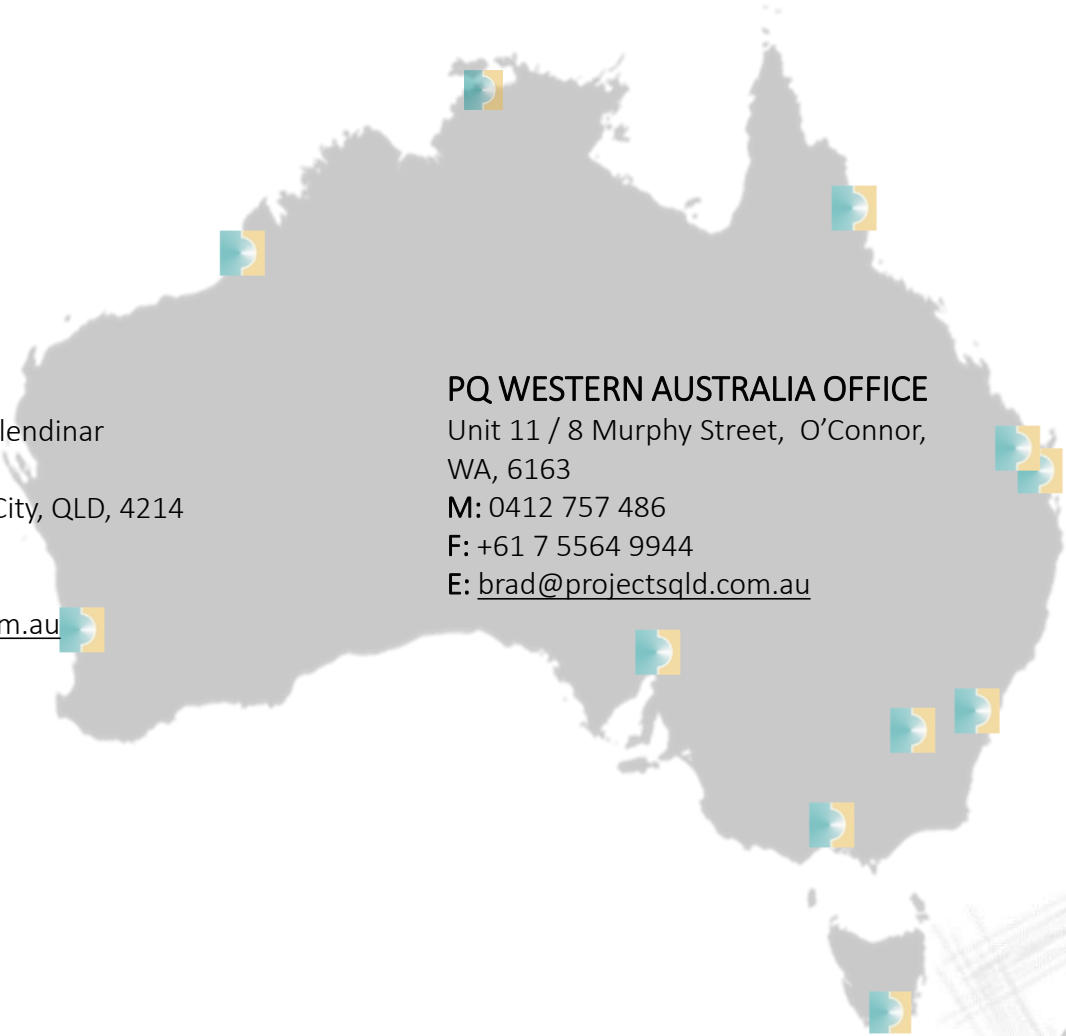 lendinar
City, QLD, 4214
m.au
PQ WESTERN AUSTRALIA OFFICE
Unit 11 / 8 Murphy Street,  O’Connor,
WA, 6163
M: 0412 757 486
F: +61 7 5564 9944
E: brad@projectsqld.com.au